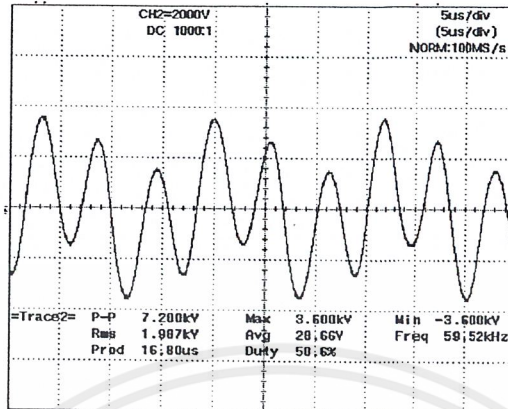 CH2=2000V 5us/div
DC 1000:1 (5us/div)
NORM:100MS/s
=Trace2= P-P 7.200kV Max 3.600kV Min -3.600kV
Rms 1.987kV Avg 20.66V Freq 59.52kHz
Prod 16.80us Duty 50.6%